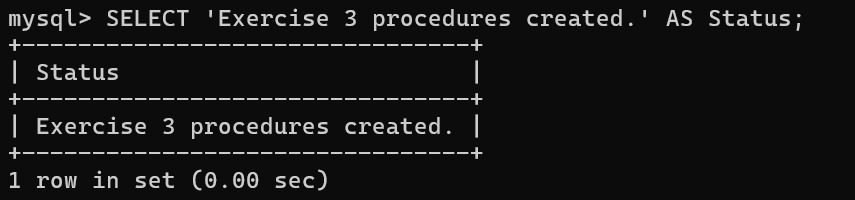 mysql> SELECT 'Exercise 3 procedures created.' AS Status;
+--------------------------------+
| Status                         |
+--------------------------------+
| Exercise 3 procedures created. |
+--------------------------------+
1 row in set (0.00 sec)